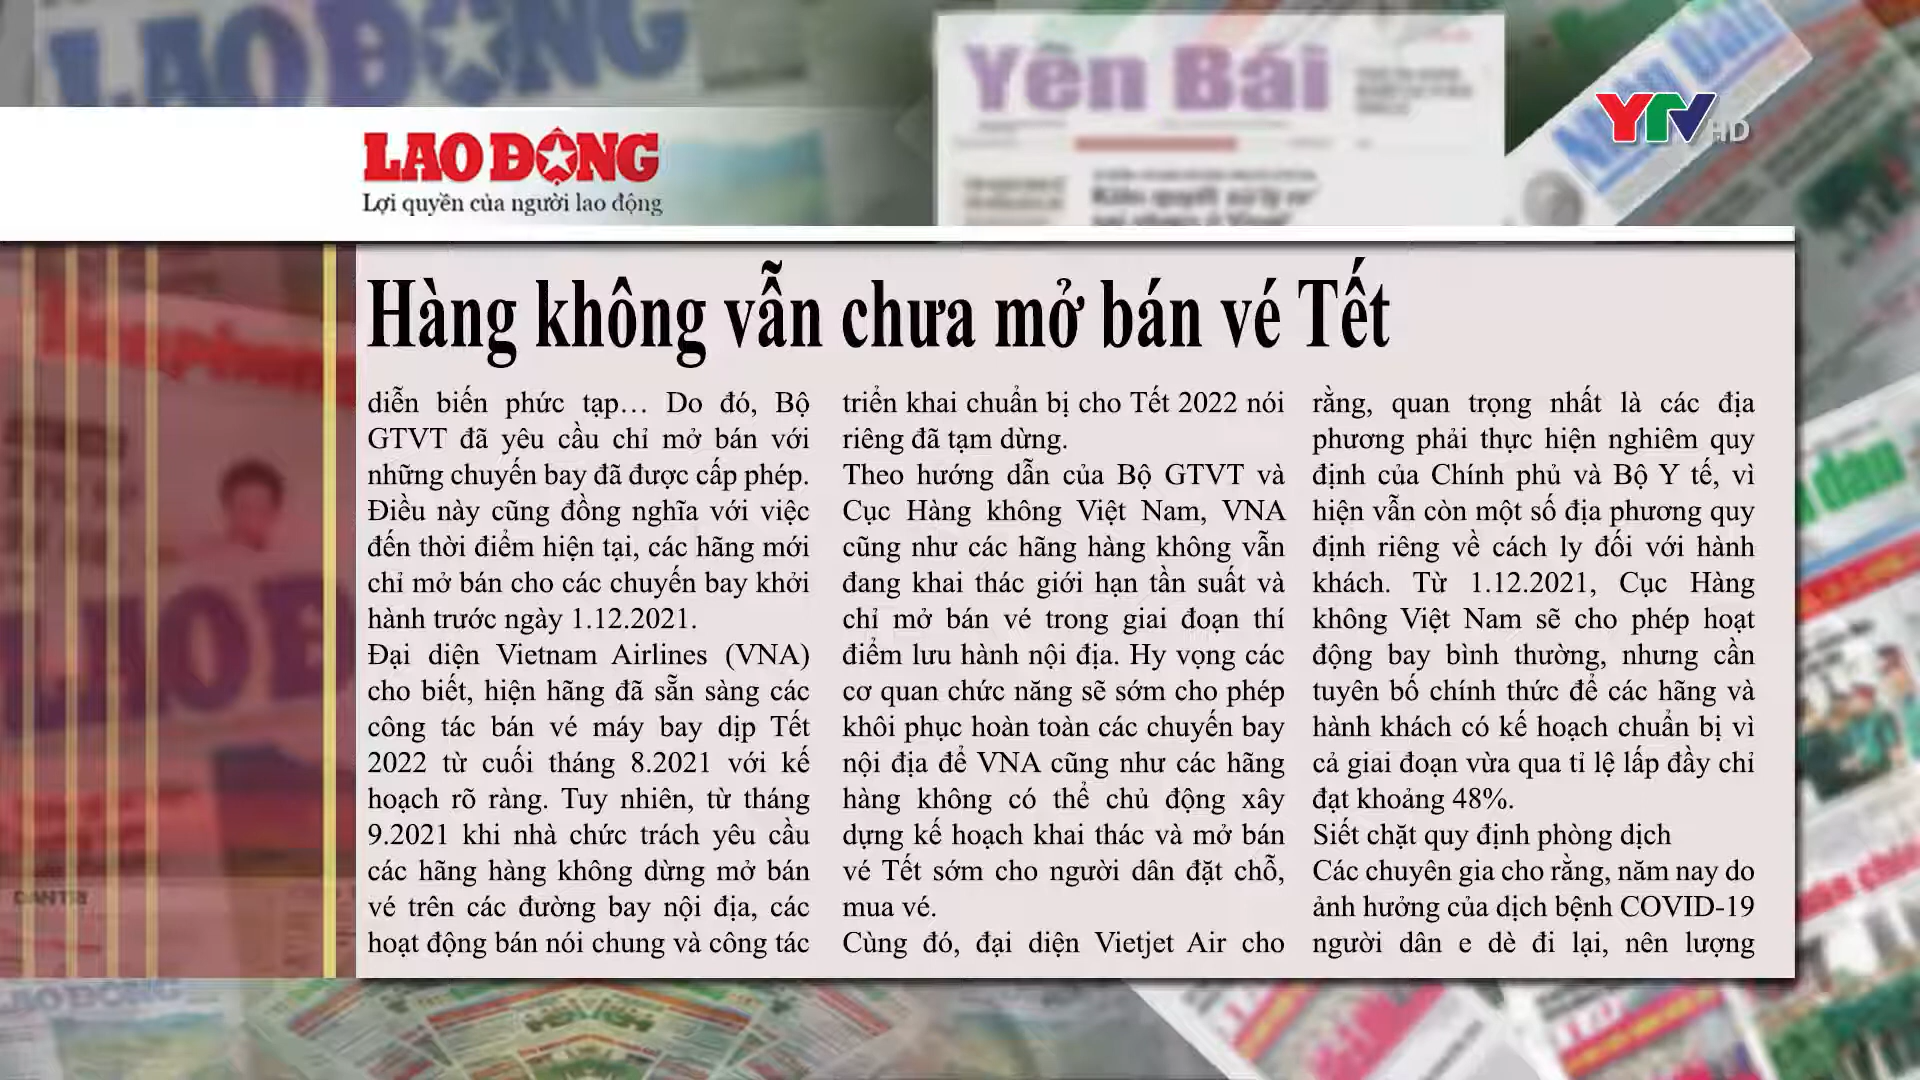 LAO ĐỘNG
Yên Bái
YTV HD
LAO ĐỘNG
Lợi quyền của người lao động
Hàng không vẫn chưa mở bán vé Tết
diễn biến phức tạp… Do đó, Bộ
GTVT đã yêu cầu chỉ mở bán với
những chuyến bay đã được cấp phép.
Điều này cũng đồng nghĩa với việc
đến thời điểm hiện tại, các hãng mới
chỉ mở bán cho các chuyến bay khởi
hành trước ngày 1.12.2021.
Đại diện Vietnam Airlines (VNA)
cho biết, hiện hãng đã sẵn sàng các
công tác bán vé máy bay dịp Tết
2022 từ cuối tháng 8.2021 với kế
hoạch rõ ràng. Tuy nhiên, từ tháng
9.2021 khi nhà chức trách yêu cầu
các hãng hàng không dừng mở bán
vé trên các đường bay nội địa, các
hoạt động bán nói chung và công tác
triển khai chuẩn bị cho Tết 2022 nói
riêng đã tạm dừng.
Theo hướng dẫn của Bộ GTVT và
Cục Hàng không Việt Nam, VNA
cũng như các hãng hàng không vẫn
đang khai thác giới hạn tần suất và
chỉ mở bán vé trong giai đoạn thí
điểm lưu hành nội địa. Hy vọng các
cơ quan chức năng sẽ sớm cho phép
khôi phục hoàn toàn các chuyến bay
nội địa để VNA cũng như các hãng
hàng không có thể chủ động xây
dựng kế hoạch khai thác và mở bán
vé Tết sớm cho người dân đặt chỗ,
mua vé.
Cùng đó, đại diện Vietjet Air cho
rằng, quan trọng nhất là các địa
phương phải thực hiện nghiêm quy
định của Chính phủ và Bộ Y tế, vì
hiện vẫn còn một số địa phương quy
định riêng về cách ly đối với hành
khách. Từ 1.12.2021, Cục Hàng
không Việt Nam sẽ cho phép hoạt
động bay bình thường, nhưng cần
tuyên bố chính thức để các hãng và
hành khách có kế hoạch chuẩn bị vì
cả giai đoạn vừa qua tỉ lệ lấp đầy chỉ
đạt khoảng 48%.
Siết chặt quy định phòng dịch
Các chuyên gia cho rằng, năm nay do
ảnh hưởng của dịch bệnh COVID-19
người dân e dè đi lại, nên lượng